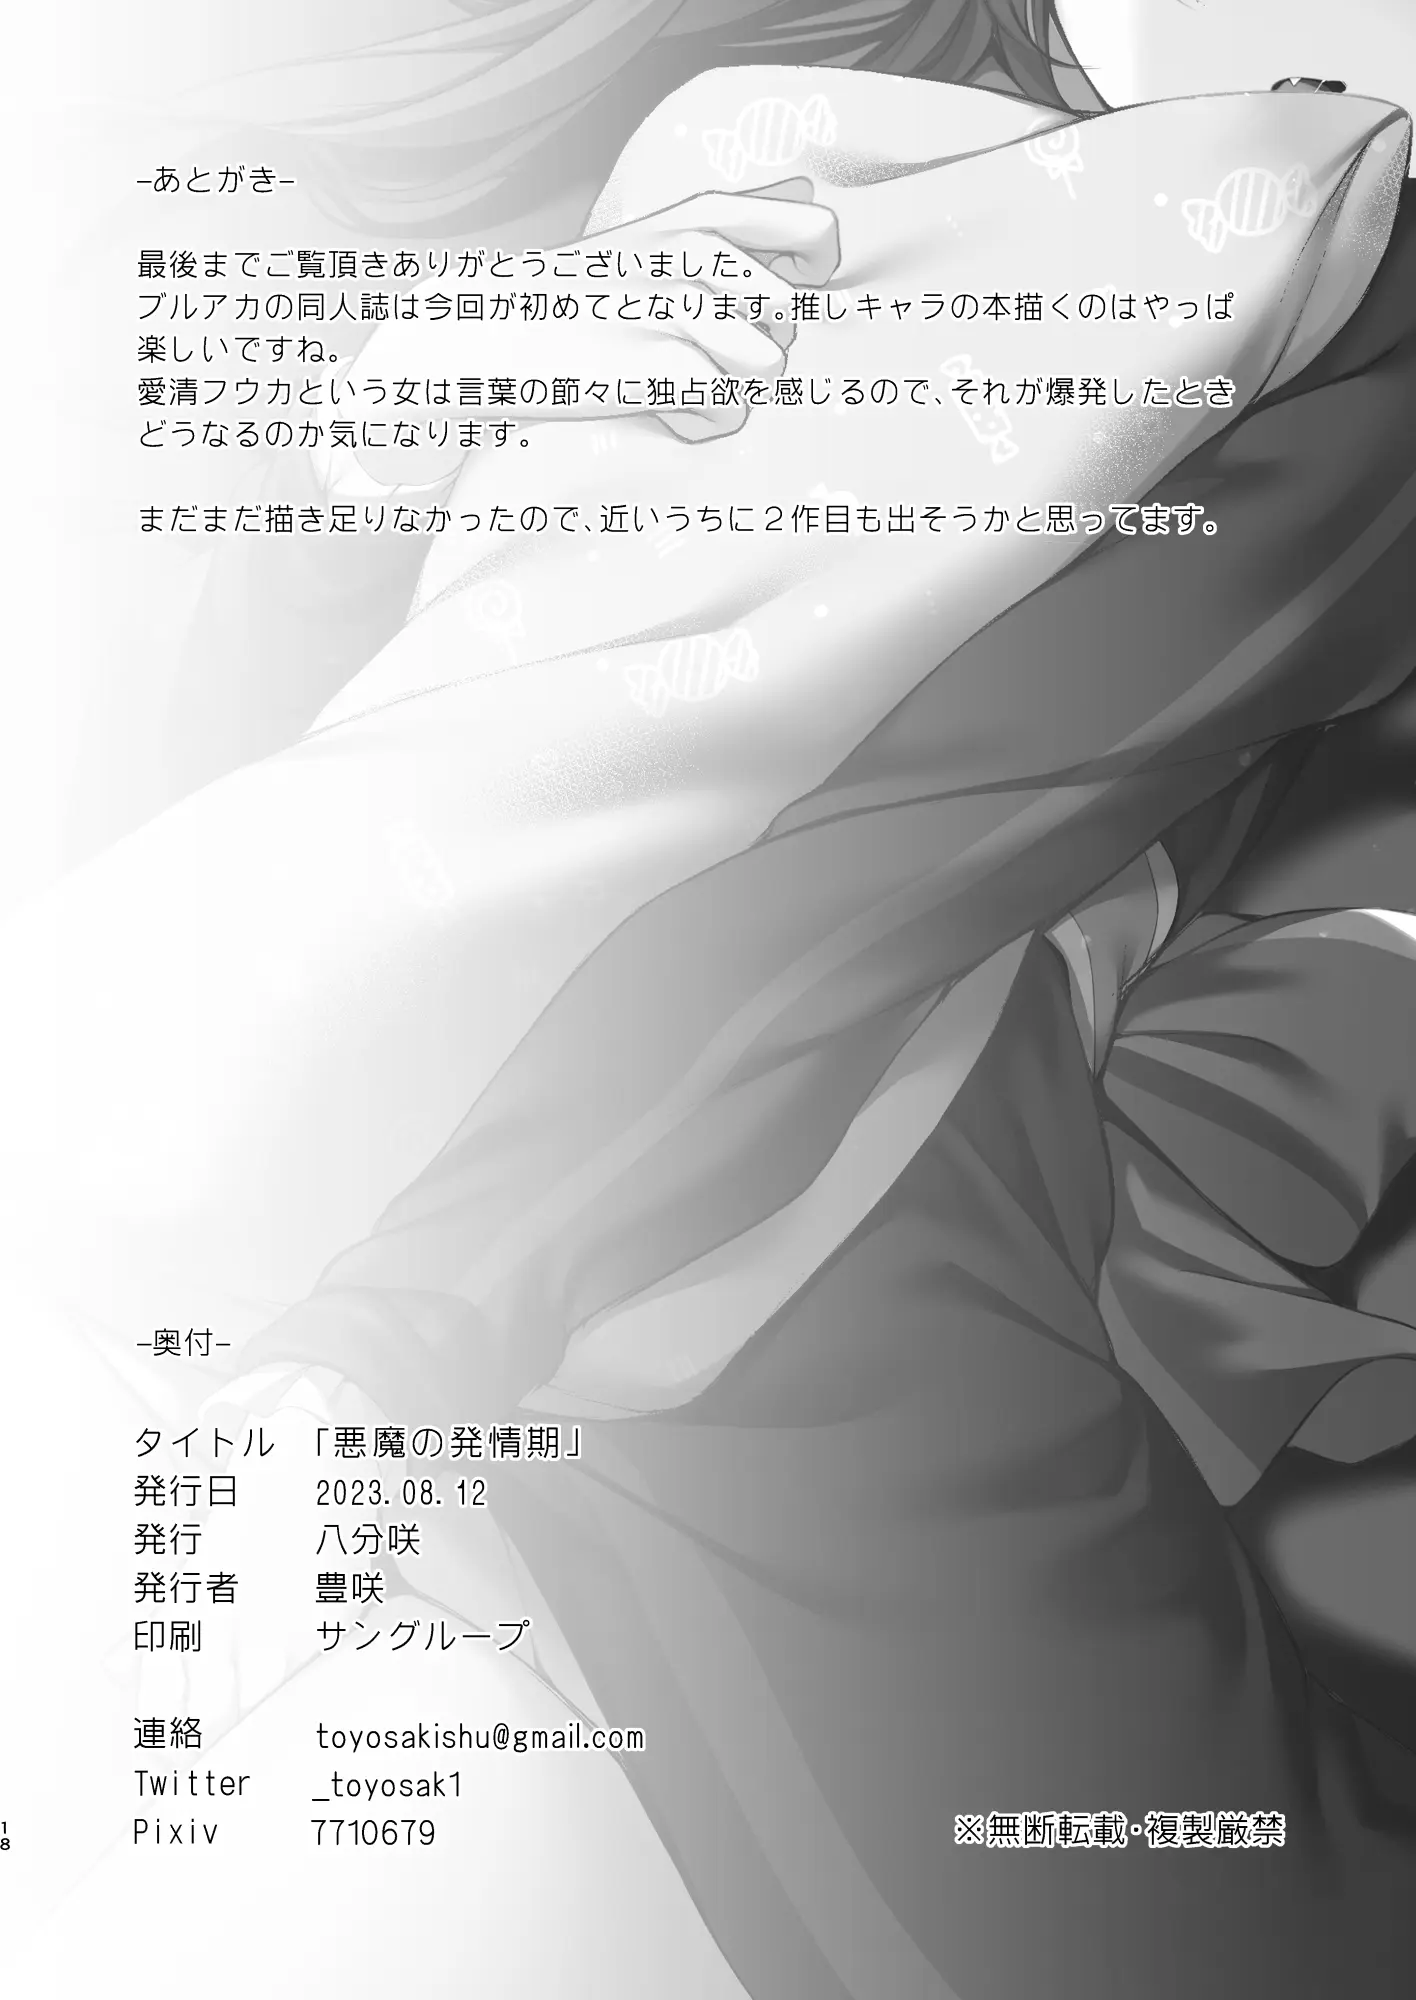 –あとがき–
最後までご覧頂きありがとうございました。
ブルアカの同人誌は今回が初めてとなります。推しキャラの本描くのはやっぱ
楽しいですね。
愛清フウカという女は言葉の節々に独占欲を感じるので、それが爆発したとき
どうなるのか気になります。
まだまだ描き足りなかったので、近いうちに２作目も出そうかと思ってます。
–奥付–
タイトル 「悪魔の発情期」
発行日 2023.08.12
発行 八分咲
発行者 豊咲
印刷 サングループ
連絡 toyosakishu@gmail.com
Twitter _toyosak1
Pixiv 7710679
※無断転載・複製厳禁
18